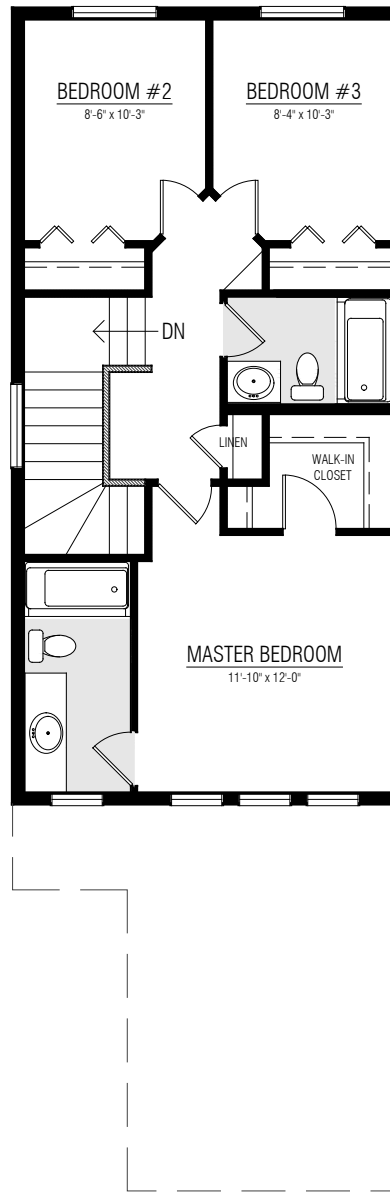 BEDROOM #2
8'-6" x 10'-3"
BEDROOM #3
8'-4" x 10'-3"
DN
LINEN
WALK-IN
CLOSET
MASTER BEDROOM
11'-10" x 12'-0"